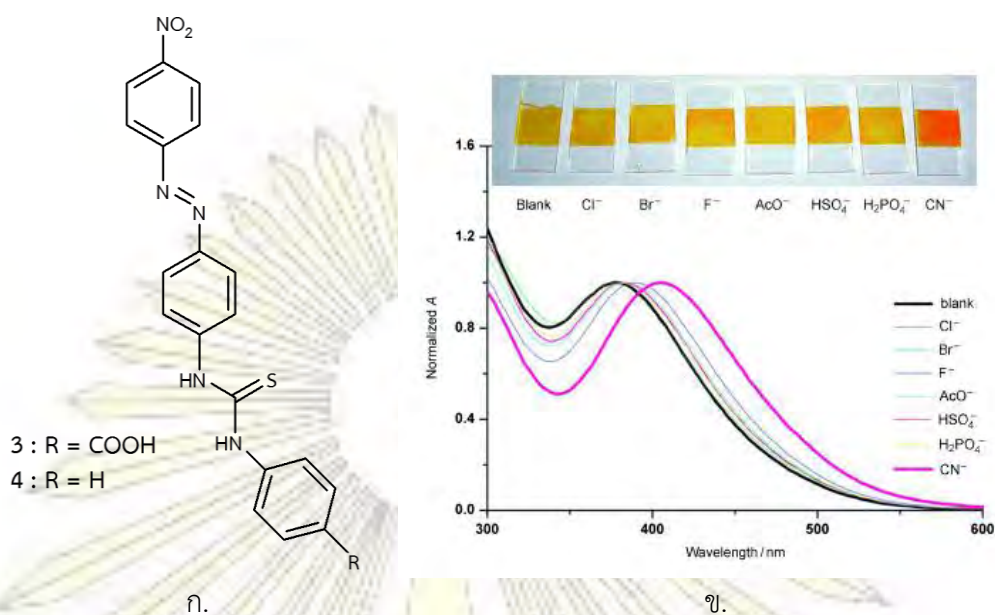 NO₂
N
N
HN
S
HN
R
3 : R = COOH
4 : R = H
ก.
Blank Cl⁻ Br⁻ F⁻ AcO⁻ HSO₄⁻ H₂PO₄⁻ CN⁻
Normalized A
1.6
1.2
0.8
0.4
0.0
300 400 500 600
Wavelength / nm
blank
Cl⁻
Br⁻
F⁻
AcO⁻
HSO₄⁻
H₂PO₄⁻
CN⁻
ข.